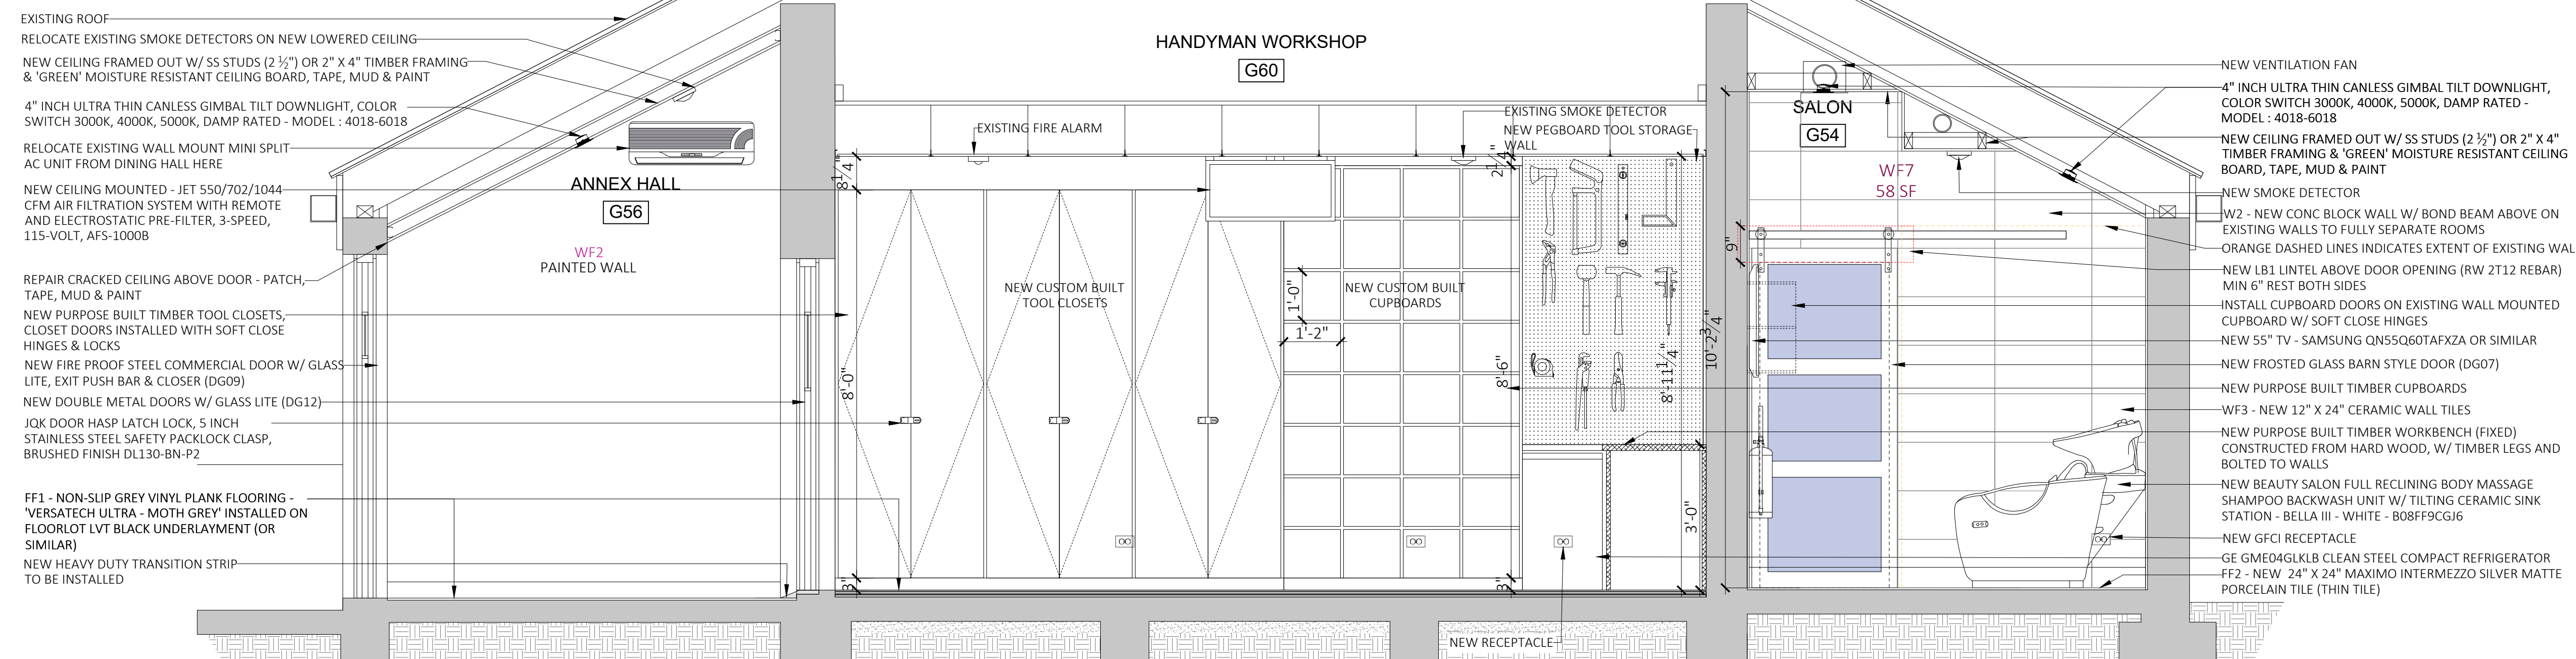 EXISTING ROOF
RELOCATE EXISTING SMOKE DETECTORS ON NEW LOWERED CEILING
NEW CEILING FRAMED OUT W/ SS STUDS (2 ½") OR 2" X 4" TIMBER FRAMING
& 'GREEN' MOISTURE RESISTANT CEILING BOARD, TAPE, MUD & PAINT
4" INCH ULTRA THIN CANLESS GIMBAL TILT DOWNLIGHT, COLOR
SWITCH 3000K, 4000K, 5000K, DAMP RATED - MODEL : 4018-6018
RELOCATE EXISTING WALL MOUNT MINI SPLIT
AC UNIT FROM DINING HALL HERE
NEW CEILING MOUNTED - JET 550/702/1044
CFM AIR FILTRATION SYSTEM WITH REMOTE
AND ELECTROSTATIC PRE-FILTER, 3-SPEED,
115-VOLT, AFS-1000B
REPAIR CRACKED CEILING ABOVE DOOR - PATCH,
TAPE, MUD & PAINT
NEW PURPOSE BUILT TIMBER TOOL CLOSETS,
CLOSET DOORS INSTALLED WITH SOFT CLOSE
HINGES & LOCKS
NEW FIRE PROOF STEEL COMMERCIAL DOOR W/ GLASS
LITE, EXIT PUSH BAR & CLOSER (DG09)
NEW DOUBLE METAL DOORS W/ GLASS LITE (DG12)
JQK DOOR HASP LATCH LOCK, 5 INCH
STAINLESS STEEL SAFETY PACKLOCK CLASP,
BRUSHED FINISH DL130-BN-P2
FF1 - NON-SLIP GREY VINYL PLANK FLOORING -
'VERSATECH ULTRA - MOTH GREY' INSTALLED ON
FLOORLOT LVT BLACK UNDERLAYMENT (OR
SIMILAR)
NEW HEAVY DUTY TRANSITION STRIP
TO BE INSTALLED
ANNEX HALL
G56
WF2
PAINTED WALL
HANDYMAN WORKSHOP
G60
EXISTING FIRE ALARM
EXISTING SMOKE DETECTOR
NEW PEGBOARD TOOL STORAGE
WALL
8 1/4"
2 1/4"
NEW CUSTOM BUILT
TOOL CLOSETS
NEW CUSTOM BUILT
CUPBOARDS
1'-0"
1'-2"
8'-0"
8'-6"
8'-11 1/4"
10'-2 3/4"
3'-0"
3"
3"
NEW RECEPTACLE
SALON
G54
WF7
58 SF
9"
NEW VENTILATION FAN
4" INCH ULTRA THIN CANLESS GIMBAL TILT DOWNLIGHT,
COLOR SWITCH 3000K, 4000K, 5000K, DAMP RATED -
MODEL : 4018-6018
NEW CEILING FRAMED OUT W/ SS STUDS (2 ½") OR 2" X 4"
TIMBER FRAMING & 'GREEN' MOISTURE RESISTANT CEILING
BOARD, TAPE, MUD & PAINT
NEW SMOKE DETECTOR
W2 - NEW CONC BLOCK WALL W/ BOND BEAM ABOVE ON
EXISTING WALLS TO FULLY SEPARATE ROOMS
ORANGE DASHED LINES INDICATES EXTENT OF EXISTING WAL
NEW LB1 LINTEL ABOVE DOOR OPENING (RW 2T12 REBAR)
MIN 6" REST BOTH SIDES
INSTALL CUPBOARD DOORS ON EXISTING WALL MOUNTED
CUPBOARD W/ SOFT CLOSE HINGES
NEW 55" TV - SAMSUNG QN55Q60TAFXZA OR SIMILAR
NEW FROSTED GLASS BARN STYLE DOOR (DG07)
NEW PURPOSE BUILT TIMBER CUPBOARDS
WF3 - NEW 12" X 24" CERAMIC WALL TILES
NEW PURPOSE BUILT TIMBER WORKBENCH (FIXED)
CONSTRUCTED FROM HARD WOOD, W/ TIMBER LEGS AND
BOLTED TO WALLS
NEW BEAUTY SALON FULL RECLINING BODY MASSAGE
SHAMPOO BACKWASH UNIT W/ TILTING CERAMIC SINK
STATION - BELLA III - WHITE - B08FF9CGJ6
NEW GFCI RECEPTACLE
GE GME04GLKLB CLEAN STEEL COMPACT REFRIGERATOR
FF2 - NEW 24" X 24" MAXIMO INTERMEZZO SILVER MATTE
PORCELAIN TILE (THIN TILE)